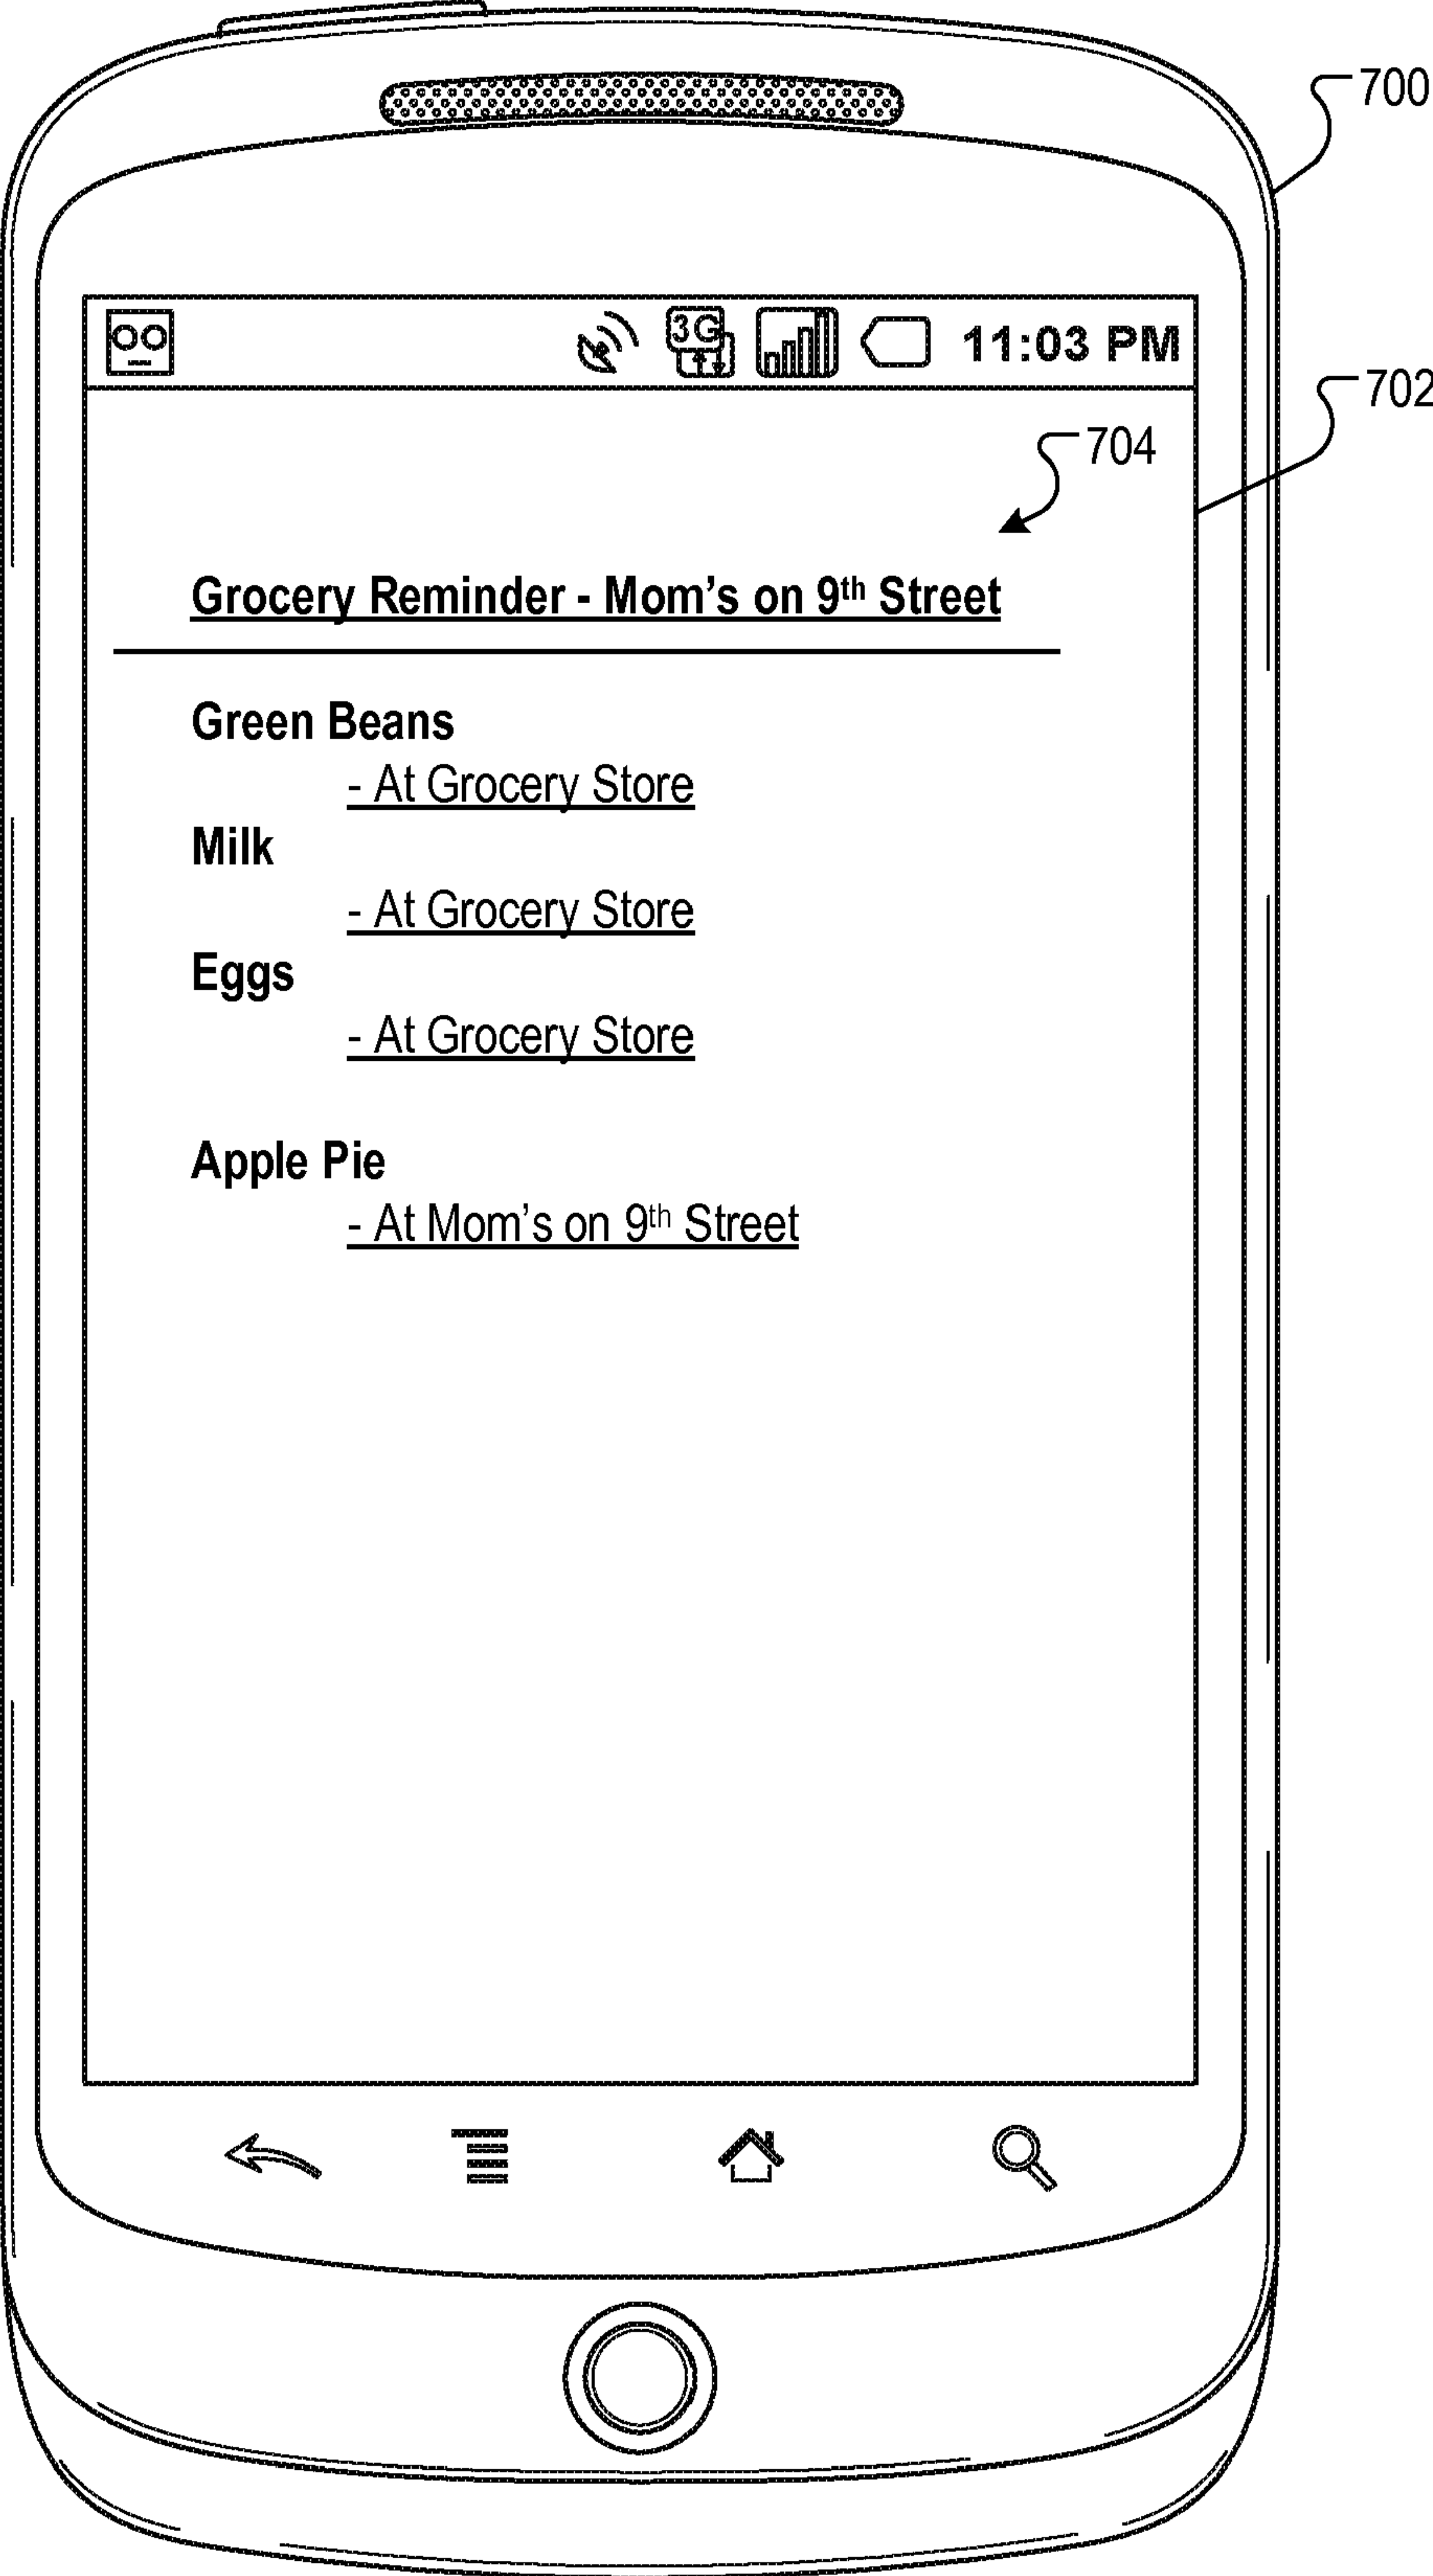 700
3G
11:03 PM
702
704
Grocery Reminder - Mom’s on 9th Street
Green Beans
- At Grocery Store
Milk
- At Grocery Store
Eggs
- At Grocery Store
Apple Pie
- At Mom’s on 9th Street